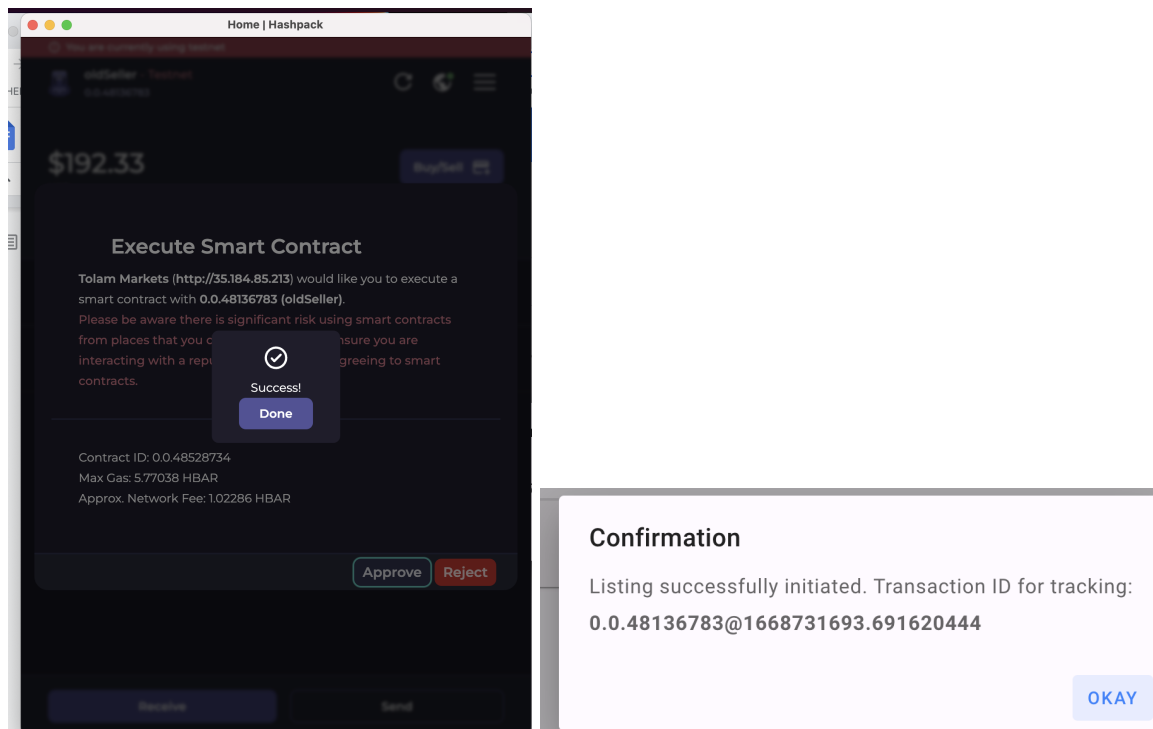 Home | Hashpack
You are currently using testnet
oldSeller - Testnet
0.0.48136783
$192.33
Buy/Sell
Execute Smart Contract
Tolam Markets (http://35.184.85.213) would like you to execute a
smart contract with 0.0.48136783 (oldSeller).
Please be aware there is significant risk using smart contracts
from places that you nsure you are
interacting with a repu greeing to smart
contracts.
Success!
Done
Contract ID: 0.0.48528734
Max Gas: 5.77038 HBAR
Approx. Network Fee: 1.02286 HBAR
Approve Reject
Receive Send
Confirmation
Listing successfully initiated. Transaction ID for tracking:
0.0.48136783@1668731693.691620444
OKAY